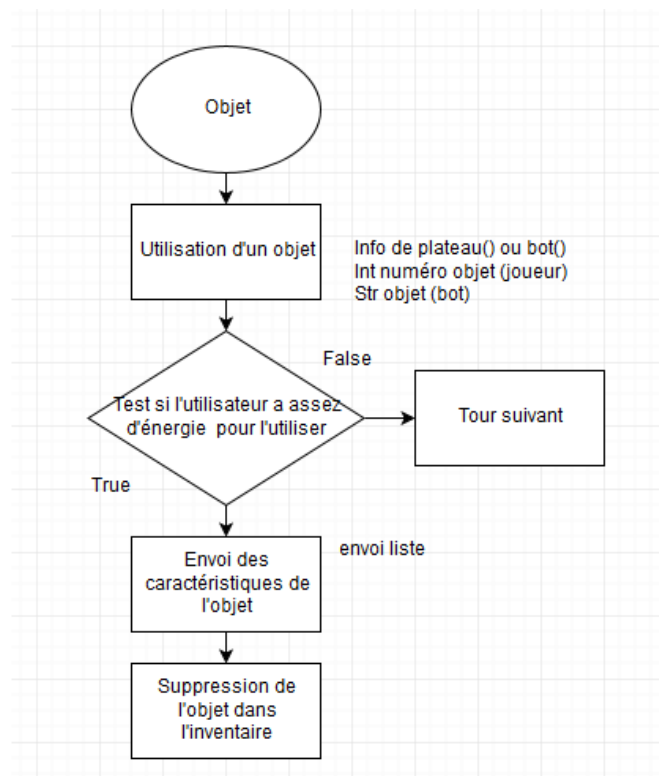 Objet
Utilisation d'un objet
Info de plateau() ou bot()
Int numéro objet (joueur)
Str objet (bot)
False
Test si l'utilisateur a assez
d'énergie pour l'utiliser
Tour suivant
True
Envoi des
caractéristiques de
l'objet
envoi liste
Suppression de
l'objet dans
l'inventaire